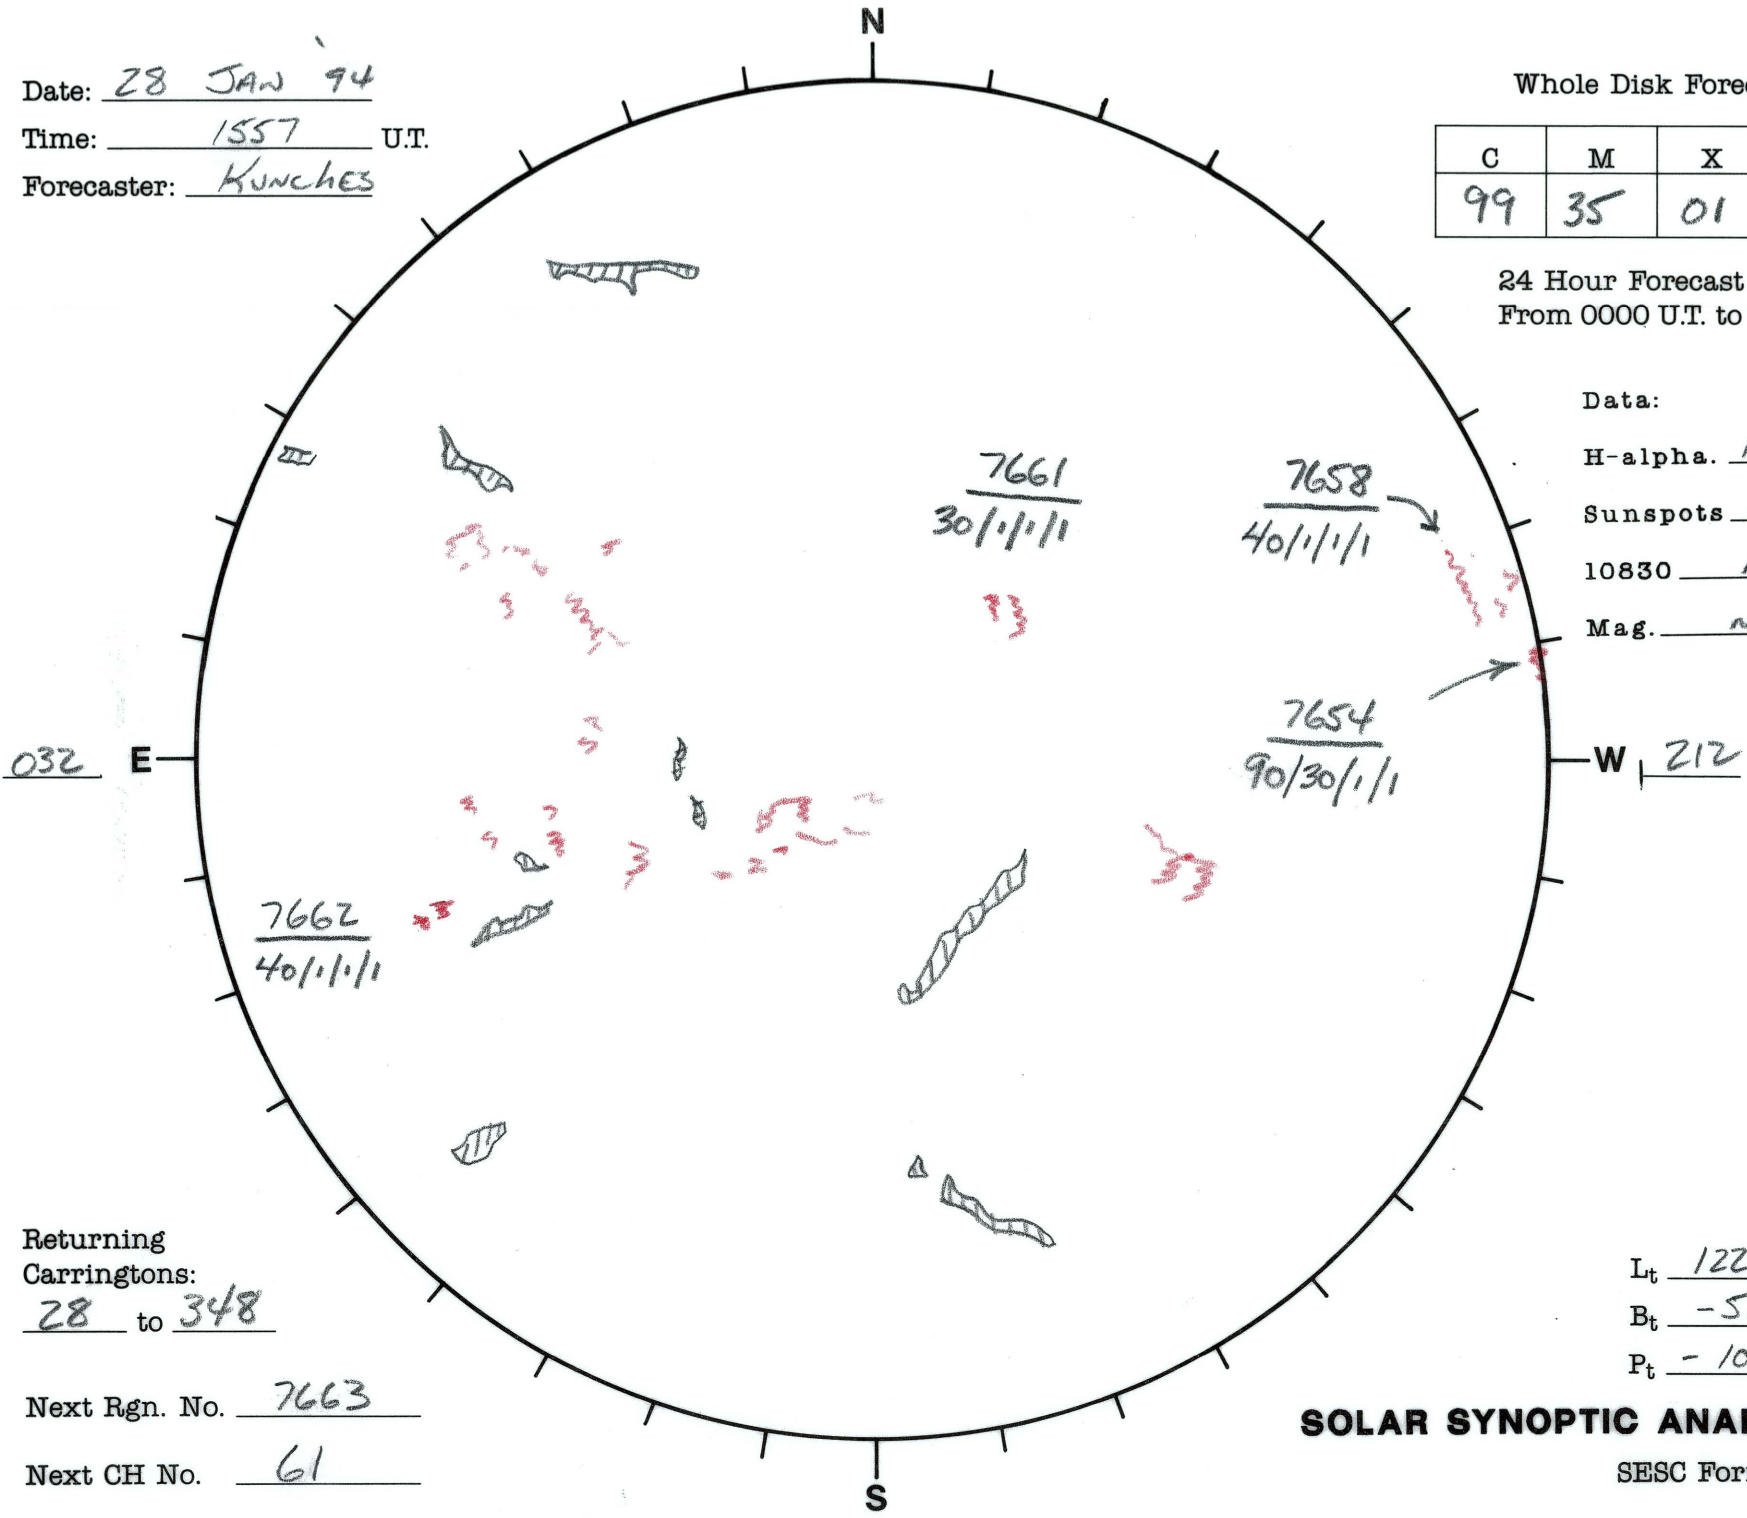 N
Date: 28 JAN '94
Time: 1557 U.T.
Forecaster: KUNCHES
Whole Disk Fore
C M X
99 35 01
24 Hour Forecast
From 0000 U.T. to
Data:
H-alpha.
Sunspots
10830
Mag.
7661
30/1/1/1
7658
40/1/1/1
7654
90/30/1/1
032 E
W 212
7662
40/1/1/1
Returning
Carringtons:
28 to 348
Next Rgn. No. 7663
Next CH No. 61
Lt 122
Bt -5
Pt -10
SOLAR SYNOPTIC ANA
SESC For
S